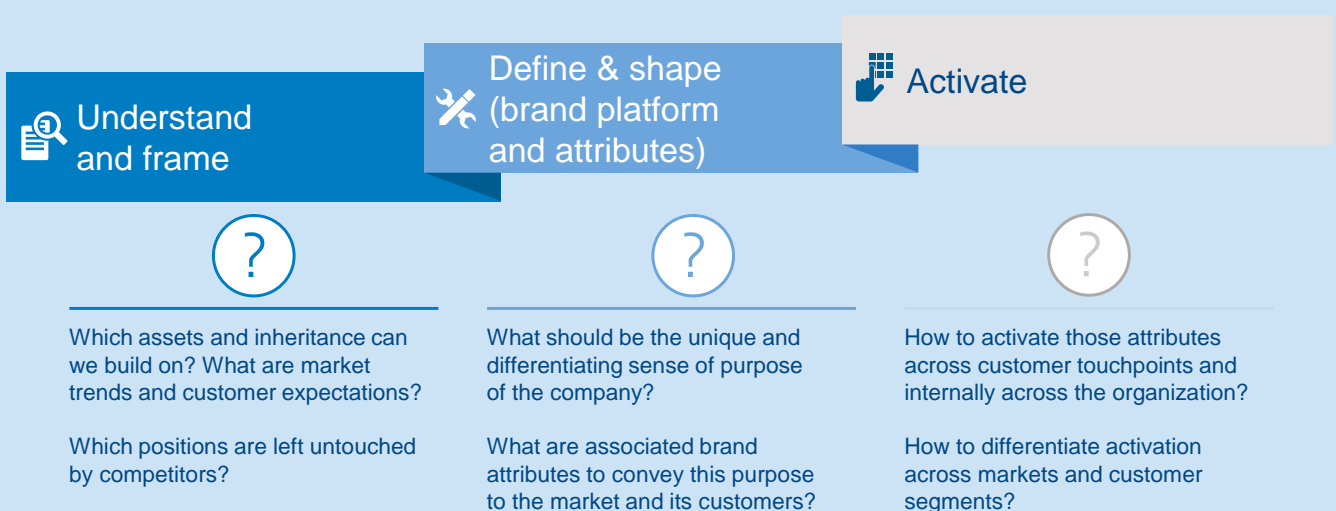 Understand
and frame
Define & shape
(brand platform
and attributes)
Activate
?
Which assets and inheritance can
we build on? What are market
trends and customer expectations?
Which positions are left untouched
by competitors?
?
What should be the unique and
differentiating sense of purpose
of the company?
What are associated brand
attributes to convey this purpose
to the market and its customers?
?
How to activate those attributes
across customer touchpoints and
internally across the organization?
How to differentiate activation
across markets and customer
segments?